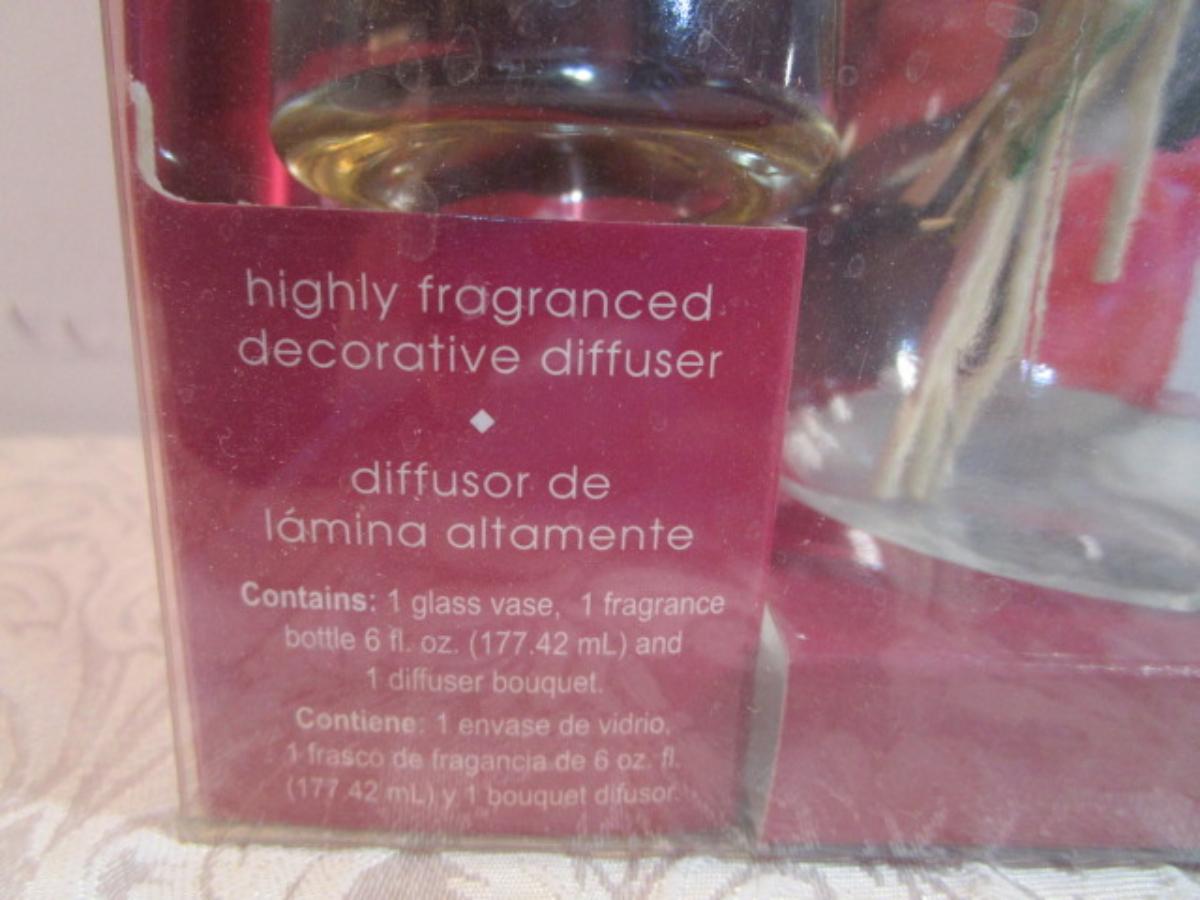 highly fragranced
decorative diffuser
diffusor de
lámina altamente
Contains: 1 glass vase, 1 fragrance
bottle 6 fl. oz. (177.42 mL) and
1 diffuser bouquet.
Contiene: 1 envase de vidrio,
1 frasco de fragancia de 6 oz. fl.
(177.42 mL) y 1 bouquet difusor.